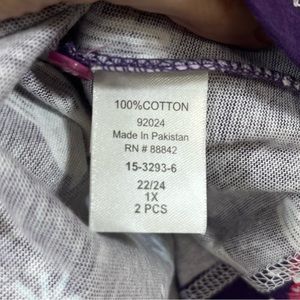 100%COTTON
92024
Made In Pakistan
RN # 88842
15-3293-6
22/24
1X
2 PCS